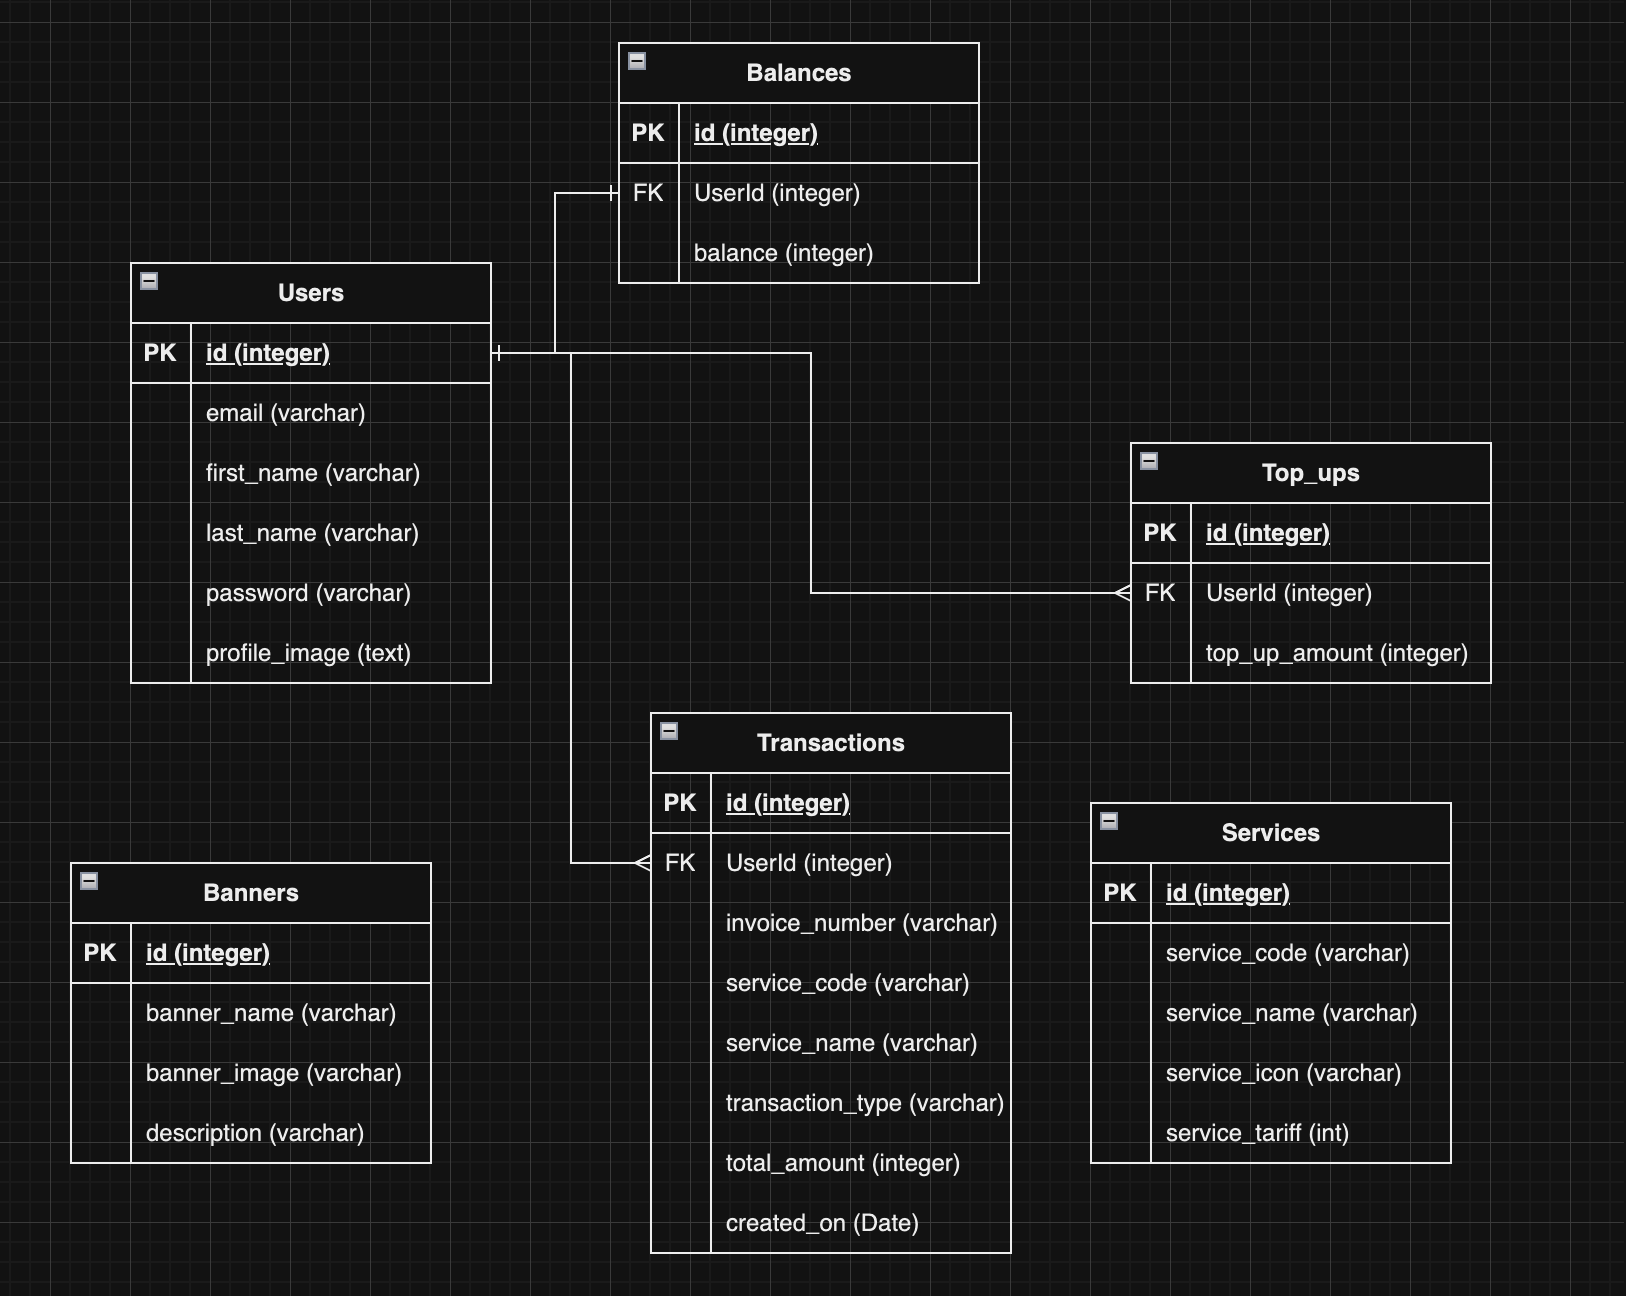 Balances
PK id (integer)
FK UserId (integer)
balance (integer)
Users
PK id (integer)
email (varchar)
first_name (varchar)
last_name (varchar)
password (varchar)
profile_image (text)
Top_ups
PK id (integer)
FK UserId (integer)
top_up_amount (integer)
Transactions
PK id (integer)
FK UserId (integer)
invoice_number (varchar)
service_code (varchar)
service_name (varchar)
transaction_type (varchar)
total_amount (integer)
created_on (Date)
Services
PK id (integer)
service_code (varchar)
service_name (varchar)
service_icon (varchar)
service_tariff (int)
Banners
PK id (integer)
banner_name (varchar)
banner_image (varchar)
description (varchar)